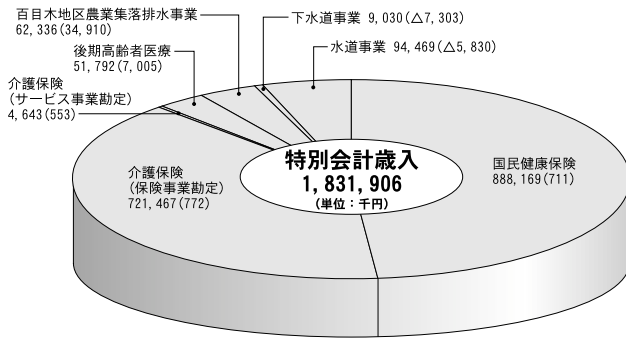 百目木地区農業集落排水事業
62,336(34,910)
下水道事業 9,030(△7,303)
水道事業 94,469(△5,830)
後期高齢者医療
51,792(7,005)
介護保険
(サービス事業勘定)
4,643(553)
特別会計歳入
1,831,906
(単位:千円)
国民健康保険
888,169(711)
介護保険
(保険事業勘定)
721,467(772)